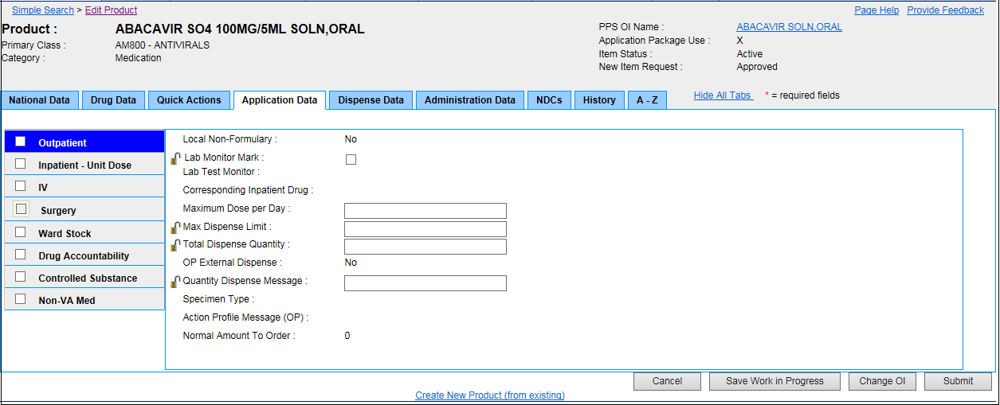 Simple Search > Edit Product
Page Help Provide Feedback
Product : ABACAVIR SO4 100MG/5ML SOLN,ORAL
Primary Class : AM800 - ANTIVIRALS
Category : Medication
PPS OI Name : ABACAVIR SOLN,ORAL
Application Package Use : X
Item Status : Active
New Item Request : Approved
National Data Drug Data Quick Actions Application Data Dispense Data Administration Data NDCs History A - Z Hide All Tabs * = required fields
Outpatient
Inpatient - Unit Dose
IV
Surgery
Ward Stock
Drug Accountability
Controlled Substance
Non-VA Med
Local Non-Formulary : No
Lab Monitor Mark :
Lab Test Monitor :
Corresponding Inpatient Drug :
Maximum Dose per Day :
Max Dispense Limit :
Total Dispense Quantity :
OP External Dispense : No
Quantity Dispense Message :
Specimen Type :
Action Profile Message (OP) :
Normal Amount To Order : 0
Cancel Save Work in Progress Change OI Submit
Create New Product (from existing)